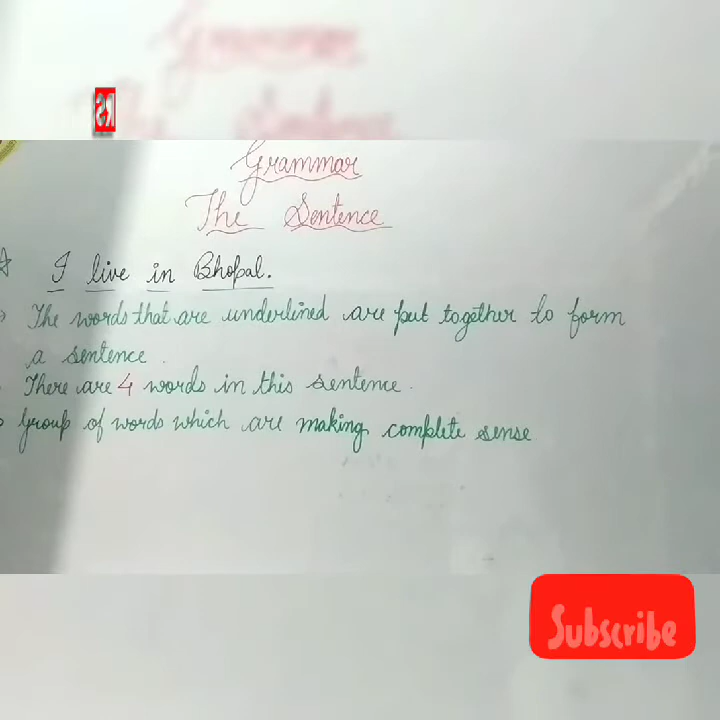 Grammar
The Sentence
I live in Bhopal.
The words that are underlined are put together to form
a sentence.
There are 4 words in this sentence.
Group of words which are making complete sense
Subscribe